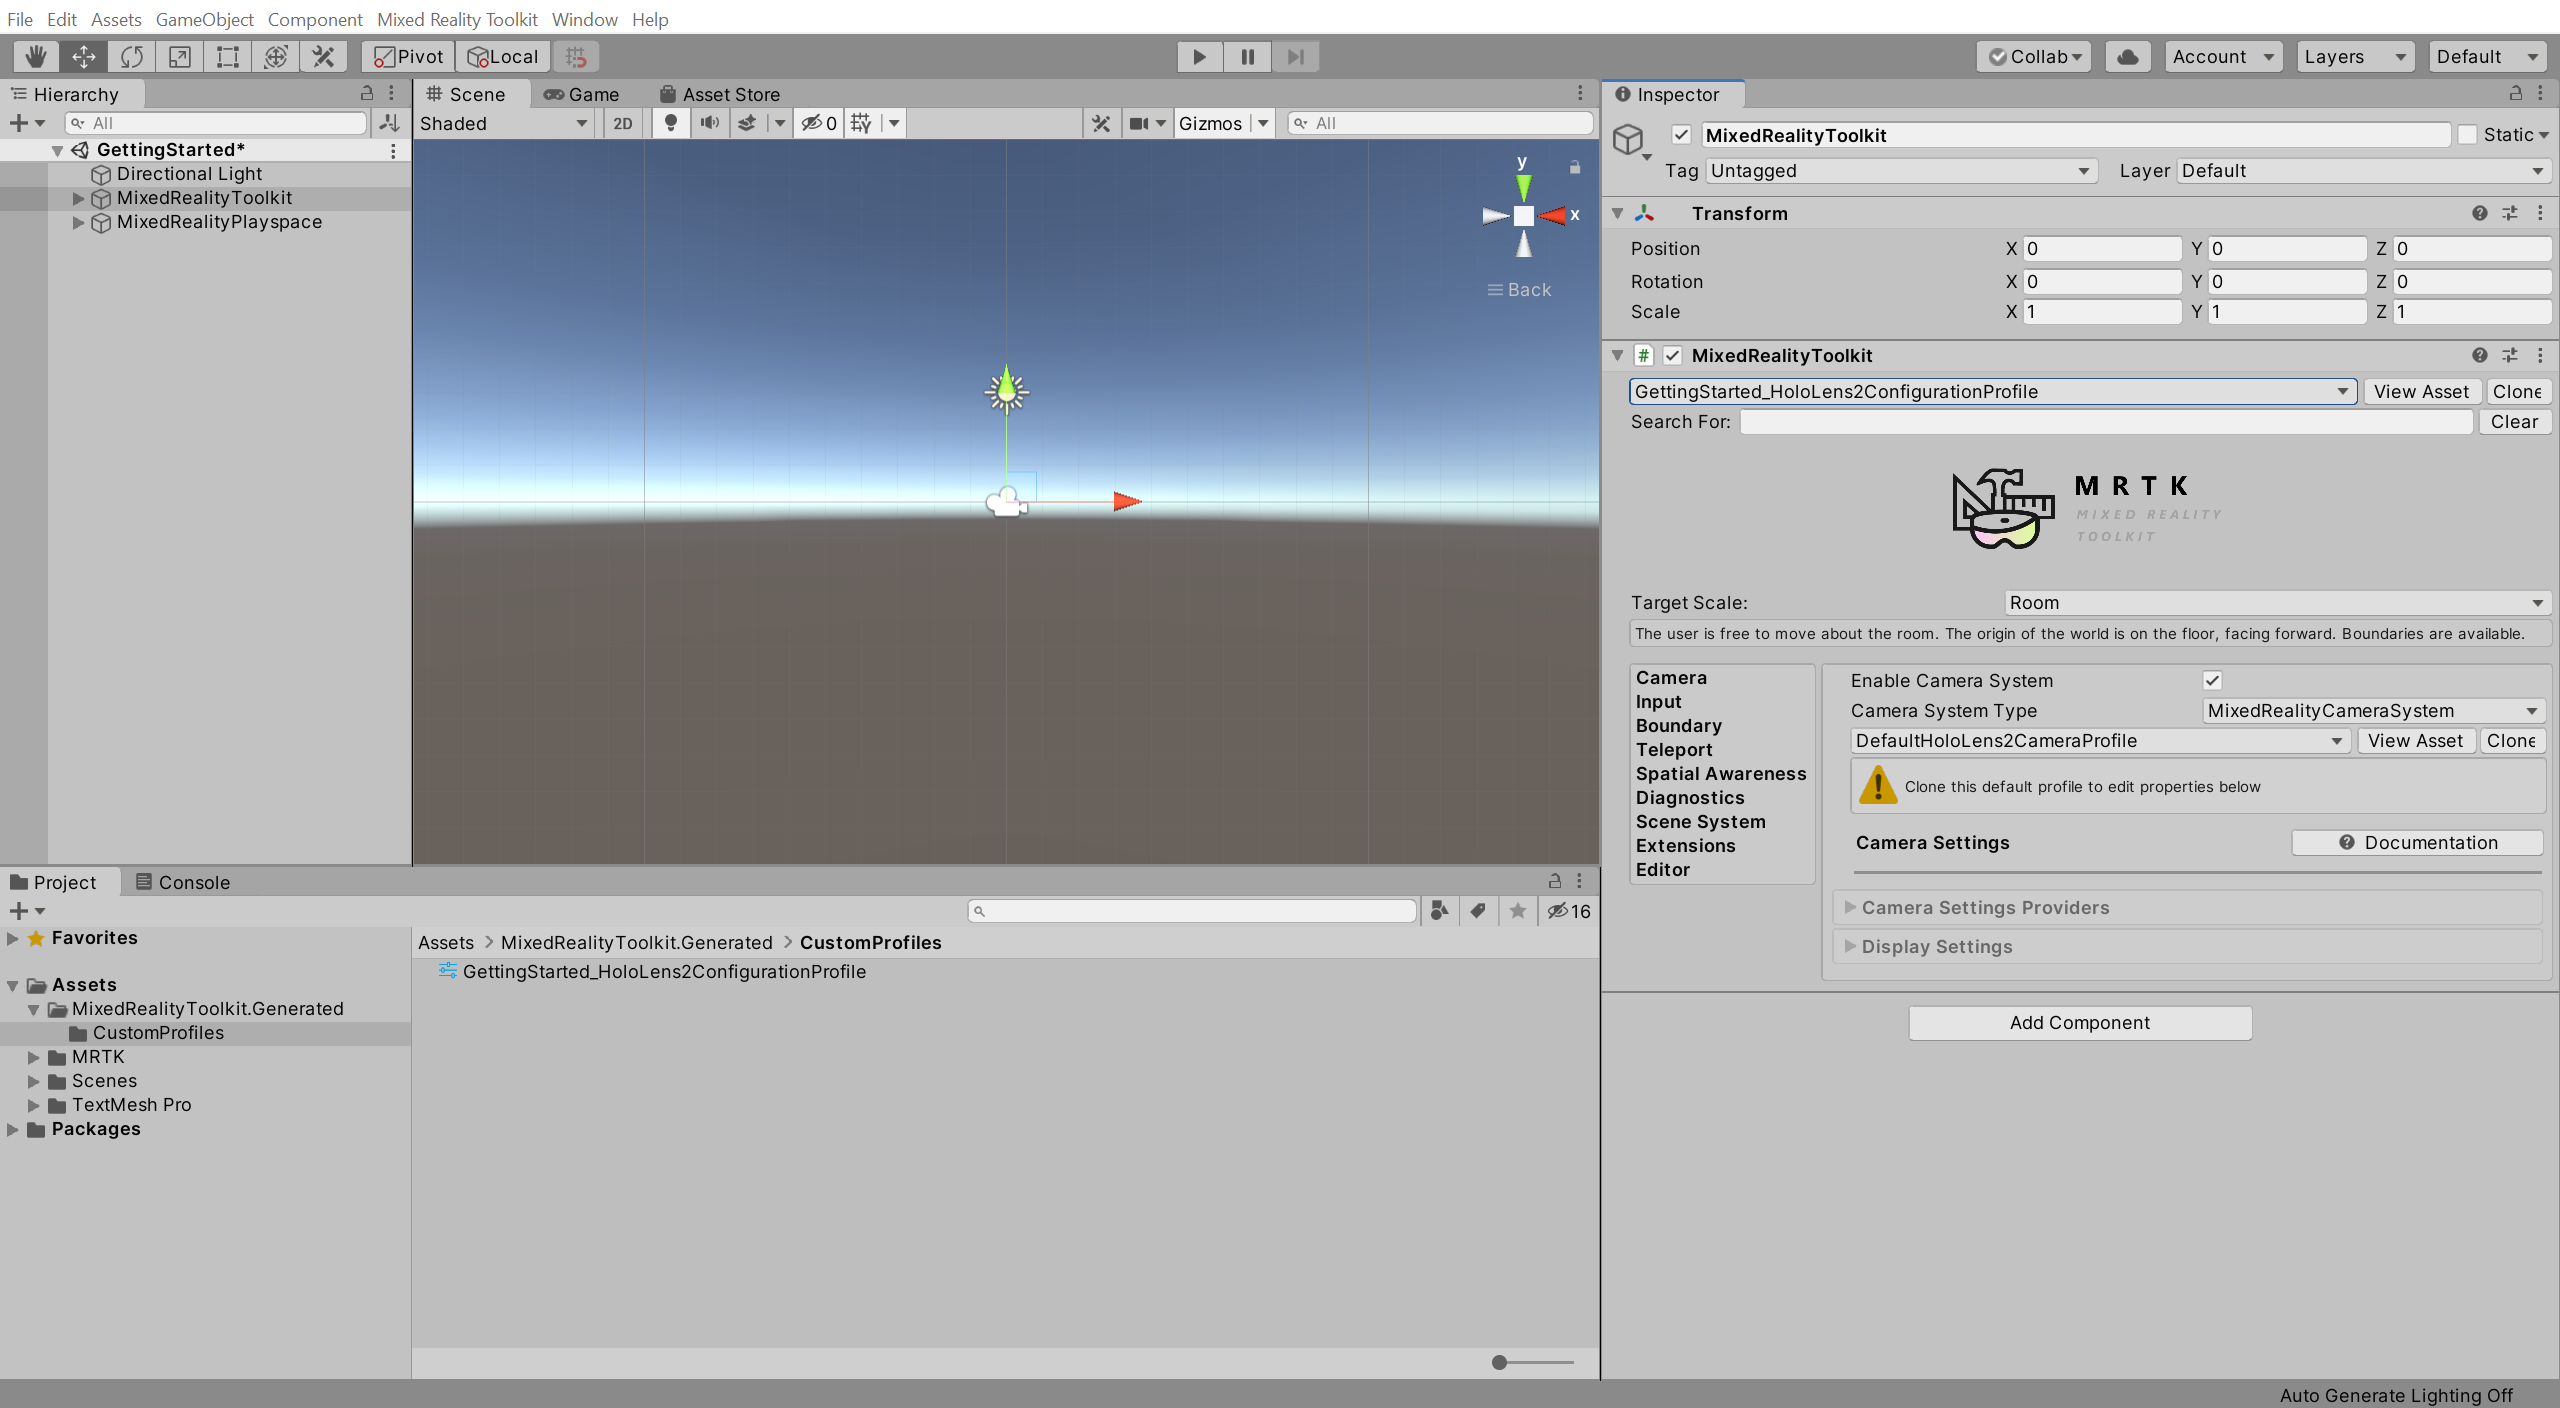 File Edit Assets GameObject Component Mixed Reality Toolkit Window Help
Pivot Local Collab Account Layers Default
Hierarchy
All
GettingStarted*
Directional Light
MixedRealityToolkit
MixedRealityPlayspace
Scene Game Asset Store
Shaded 2D 0 Gizmos All
y
x
Back
Inspector
MixedRealityToolkit Static
Tag Untagged Layer Default
Transform
Position X 0 Y 0 Z 0
Rotation X 0 Y 0 Z 0
Scale X 1 Y 1 Z 1
# MixedRealityToolkit
GettingStarted_HoloLens2ConfigurationProfile View Asset Clone
Search For: Clear
MRTK
MIXED REALITY
TOOLKIT
Target Scale: Room
The user is free to move about the room. The origin of the world is on the floor, facing forward. Boundaries are available.
Camera
Input
Boundary
Teleport
Spatial Awareness
Diagnostics
Scene System
Extensions
Editor
Enable Camera System
Camera System Type MixedRealityCameraSystem
DefaultHoloLens2CameraProfile View Asset Clone
Clone this default profile to edit properties below
Camera Settings Documentation
Camera Settings Providers
Display Settings
Add Component
Project Console
16
Favorites
Assets
MixedRealityToolkit.Generated
CustomProfiles
MRTK
Scenes
TextMesh Pro
Packages
Assets > MixedRealityToolkit.Generated > CustomProfiles
GettingStarted_HoloLens2ConfigurationProfile
Auto Generate Lighting Off